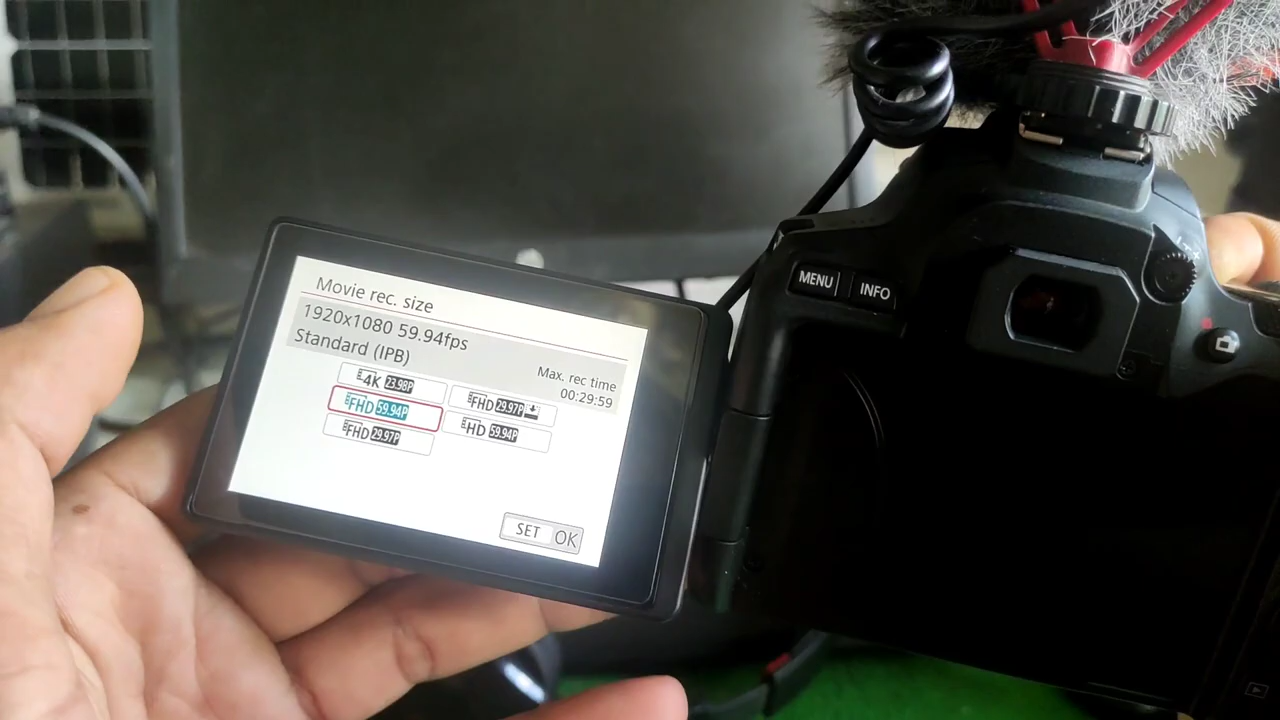 MENU
INFO
Movie rec. size
1920x1080 59.94fps
Standard (IPB)
Max. rec time
00:29:59
4K 23.98P
FHD 29.97P
FHD 59.94P
HD 59.94P
FHD 29.97P
SET OK